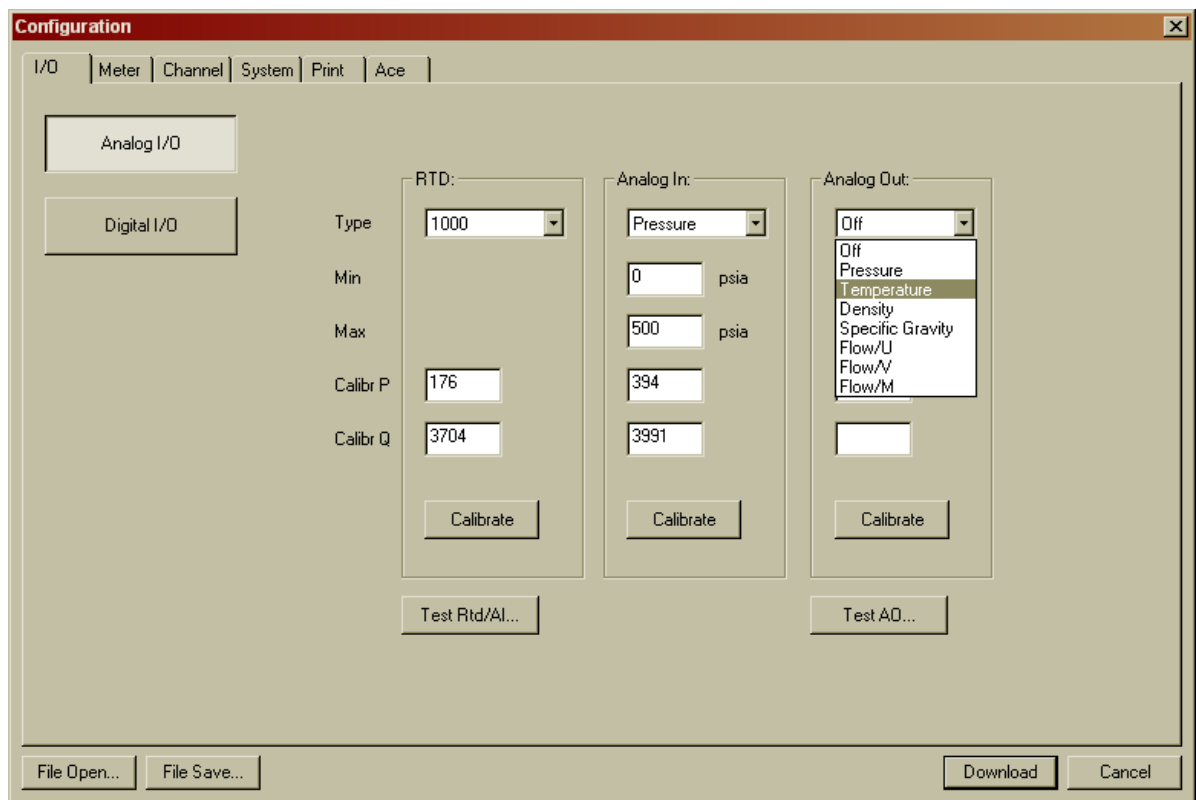 Configuration
I/O Meter Channel System Print Ace
Analog I/O
Digital I/O
RTD: Analog In: Analog Out:
Type 1000 Pressure Off
Off
Pressure
Temperature
Density
Specific Gravity
Flow/U
Flow/V
Flow/M
Min 0 psia
Max 500 psia
Calibr P 176 394
Calibr Q 3704 3991
Calibrate Calibrate Calibrate
Test Rtd/AI... Test AO...
File Open... File Save... Download Cancel